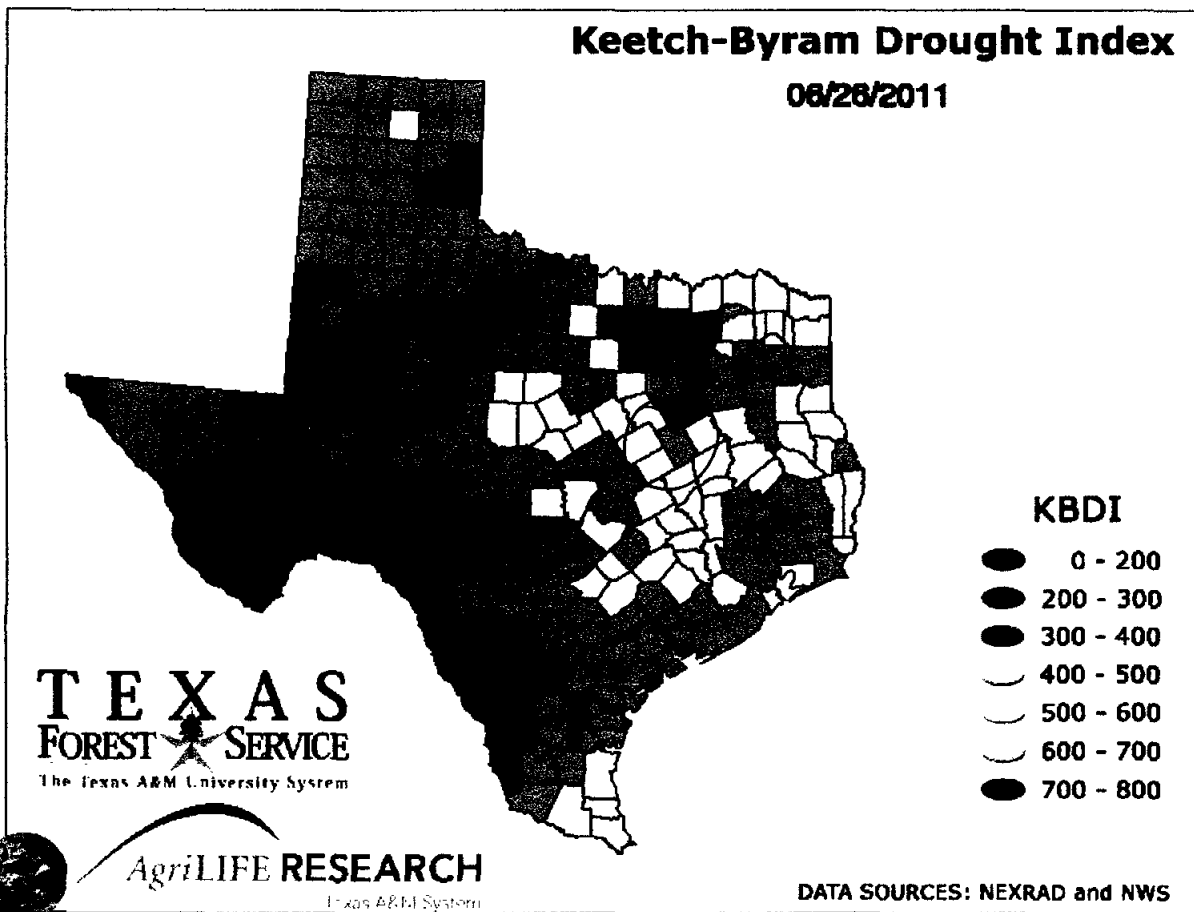 Keetch-Byram Drought Index
06/26/2011
KBDI
0 - 200
200 - 300
300 - 400
400 - 500
500 - 600
600 - 700
700 - 800
TEXAS
FOREST SERVICE
The Texas A&M University System
AgriLIFE RESEARCH
Texas A&M System
DATA SOURCES: NEXRAD and NWS